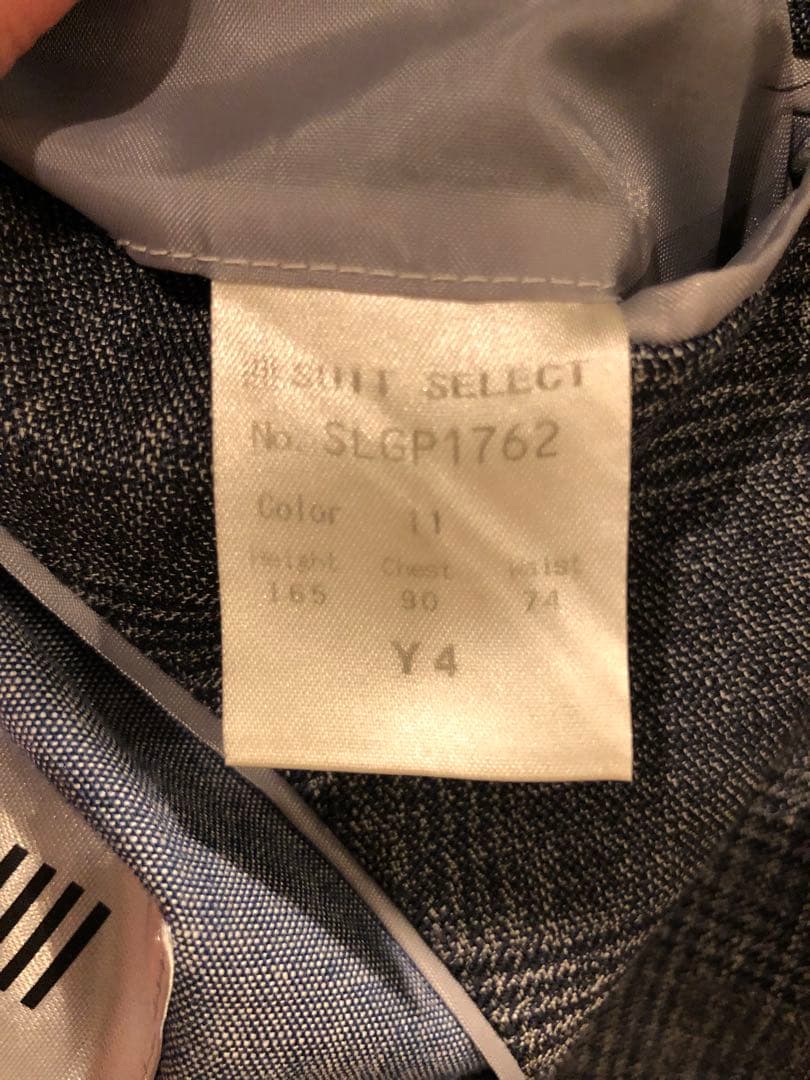 SUIT SELECT
No. SLGP1762
Color 11
Height Chest Waist
165 90 74
Y4